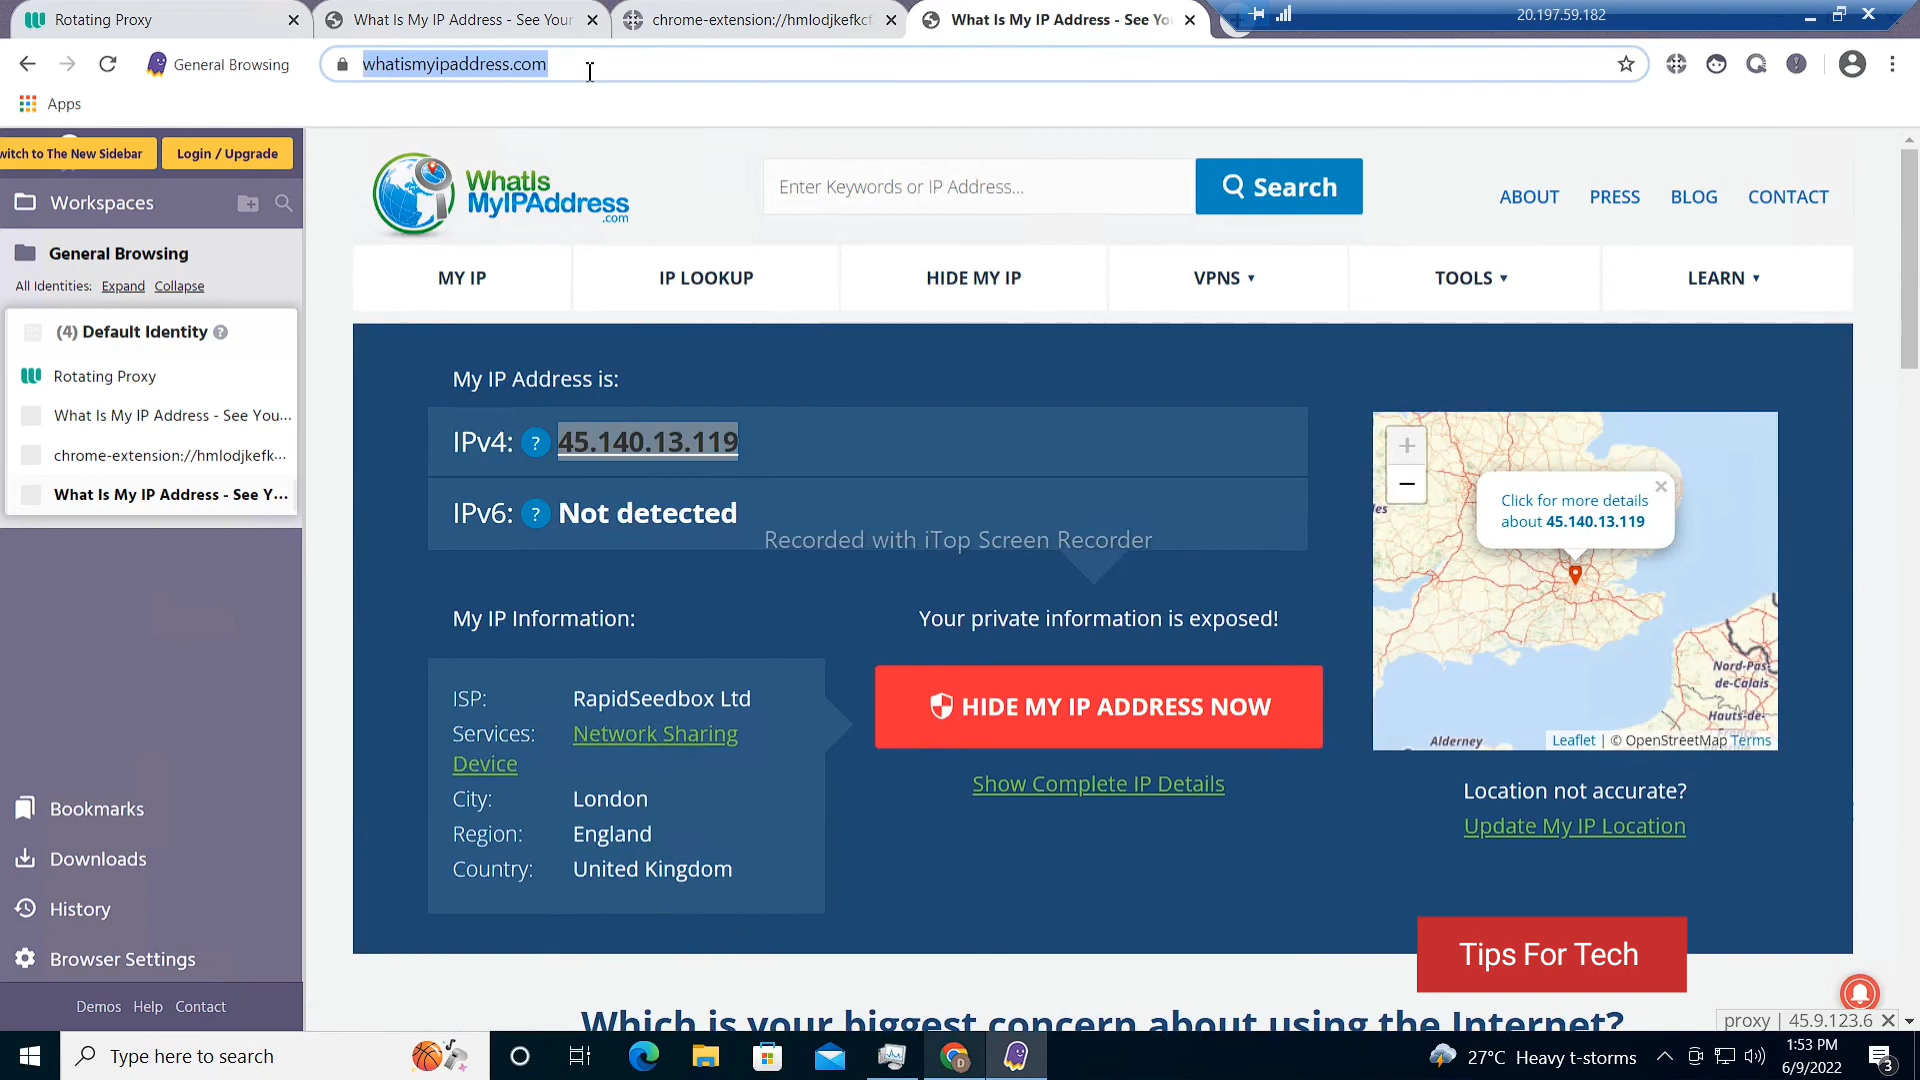 Rotating Proxy
What Is My IP Address - See Your
chrome-extension://hmlodjkefkcf
What Is My IP Address - See Yo
20.197.59.182
General Browsing
whatismyipaddress.com
Apps
witch to The New Sidebar
Login / Upgrade
Workspaces
General Browsing
All Identities: Expand Collapse
(4) Default Identity ?
Rotating Proxy
What Is My IP Address - See You...
chrome-extension://hmlodjkefk...
What Is My IP Address - See Y...
Bookmarks
Downloads
History
Browser Settings
Demos Help Contact
WhatIs
MyIPAddress
.com
Enter Keywords or IP Address...
Search
ABOUT PRESS BLOG CONTACT
MY IP IP LOOKUP HIDE MY IP VPNS TOOLS LEARN
My IP Address is:
IPv4: ? 45.140.13.119
IPv6: ? Not detected
Recorded with iTop Screen Recorder
My IP Information:
ISP: RapidSeedbox Ltd
Services: Network Sharing
Device
City: London
Region: England
Country: United Kingdom
Your private information is exposed!
HIDE MY IP ADDRESS NOW
Show Complete IP Details
Click for more details
about 45.140.13.119
les
Nord-Pas-
de-Calais
Hauts-de-
Alderney
Leaflet | © OpenStreetMap Terms
Location not accurate?
Update My IP Location
Tips For Tech
Which is your biggest concern about using the Internet?
proxy | 45.9.123.6
Type here to search
27°C Heavy t-storms
1:53 PM
6/9/2022
3